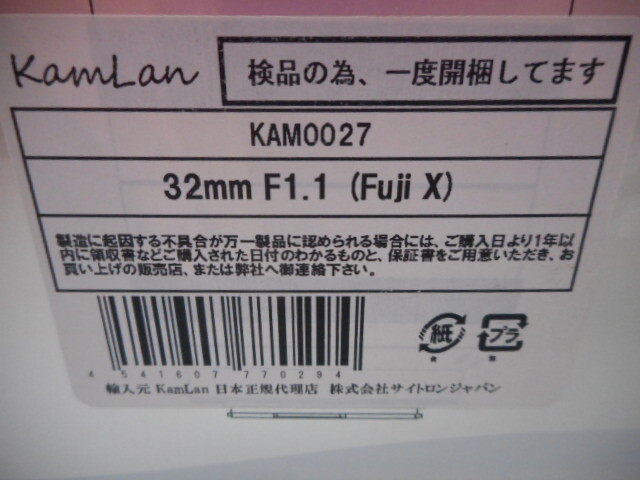 KamLan
検品の為、一度開梱してます
KAM0027
32mm F1.1 (Fuji X)
製造に起因する不具合が万一製品に認められる場合には、ご購入日より1年以
内に領収書などご購入された日付のわかるものと、保証書をご用意いただき、お
買い上げの販売店、または弊社へ御連絡下さい。
紙 プラ
* *
4 541607 770294
輸入元 KamLan 日本正規代理店 株式会社サイトロンジャパン